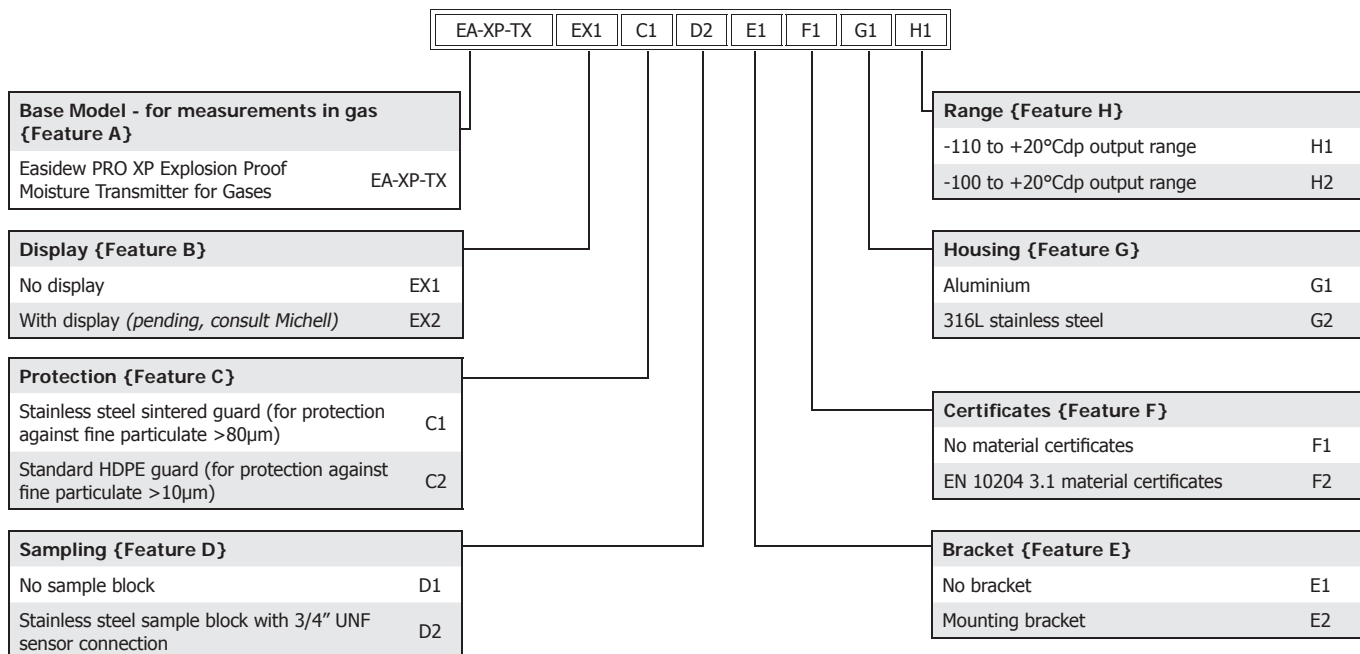 EA-XP-TX EX1 C1 D2 E1 F1 G1 H1
Base Model - for measurements in gas
{Feature A}
Easidew PRO XP Explosion Proof
Moisture Transmitter for Gases
EA-XP-TX
Display {Feature B}
No display EX1
With display (pending, consult Michell) EX2
Protection {Feature C}
Stainless steel sintered guard (for protection
against fine particulate >80µm)
C1
Standard HDPE guard (for protection against
fine particulate >10µm)
C2
Sampling {Feature D}
No sample block D1
Stainless steel sample block with 3/4” UNF
sensor connection
D2
Range {Feature H}
-110 to +20°Cdp output range H1
-100 to +20°Cdp output range H2
Housing {Feature G}
Aluminium G1
316L stainless steel G2
Certificates {Feature F}
No material certificates F1
EN 10204 3.1 material certificates F2
Bracket {Feature E}
No bracket E1
Mounting bracket E2